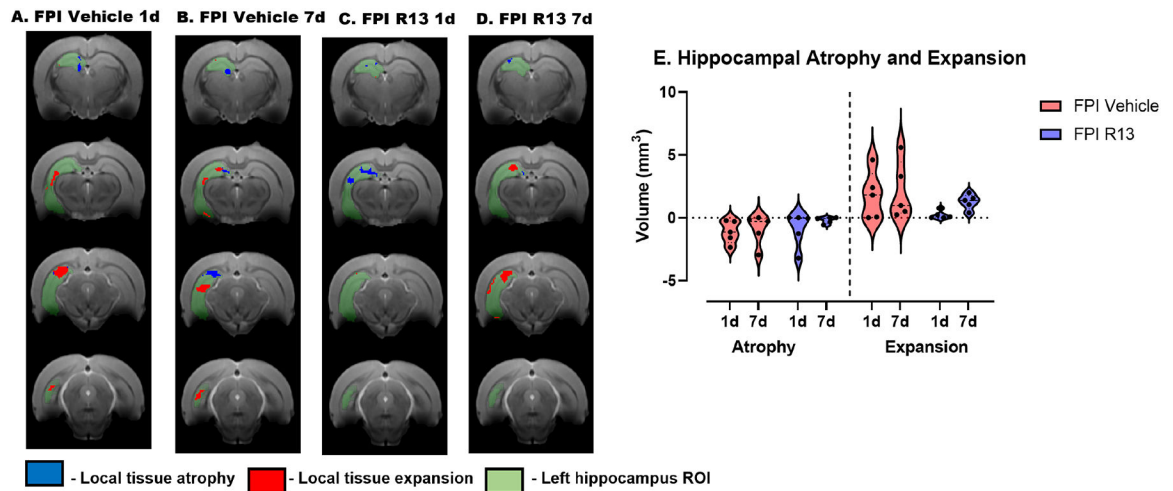 A. FPI Vehicle 1d
B. FPI Vehicle 7d
C. FPI R13 1d
D. FPI R13 7d
E. Hippocampal Atrophy and Expansion
10
5
0
-5
Volume (mm³)
1d 7d 1d 7d 1d 7d 1d 7d
Atrophy Expansion
FPI Vehicle
FPI R13
- Local tissue atrophy
- Local tissue expansion
- Left hippocampus ROI